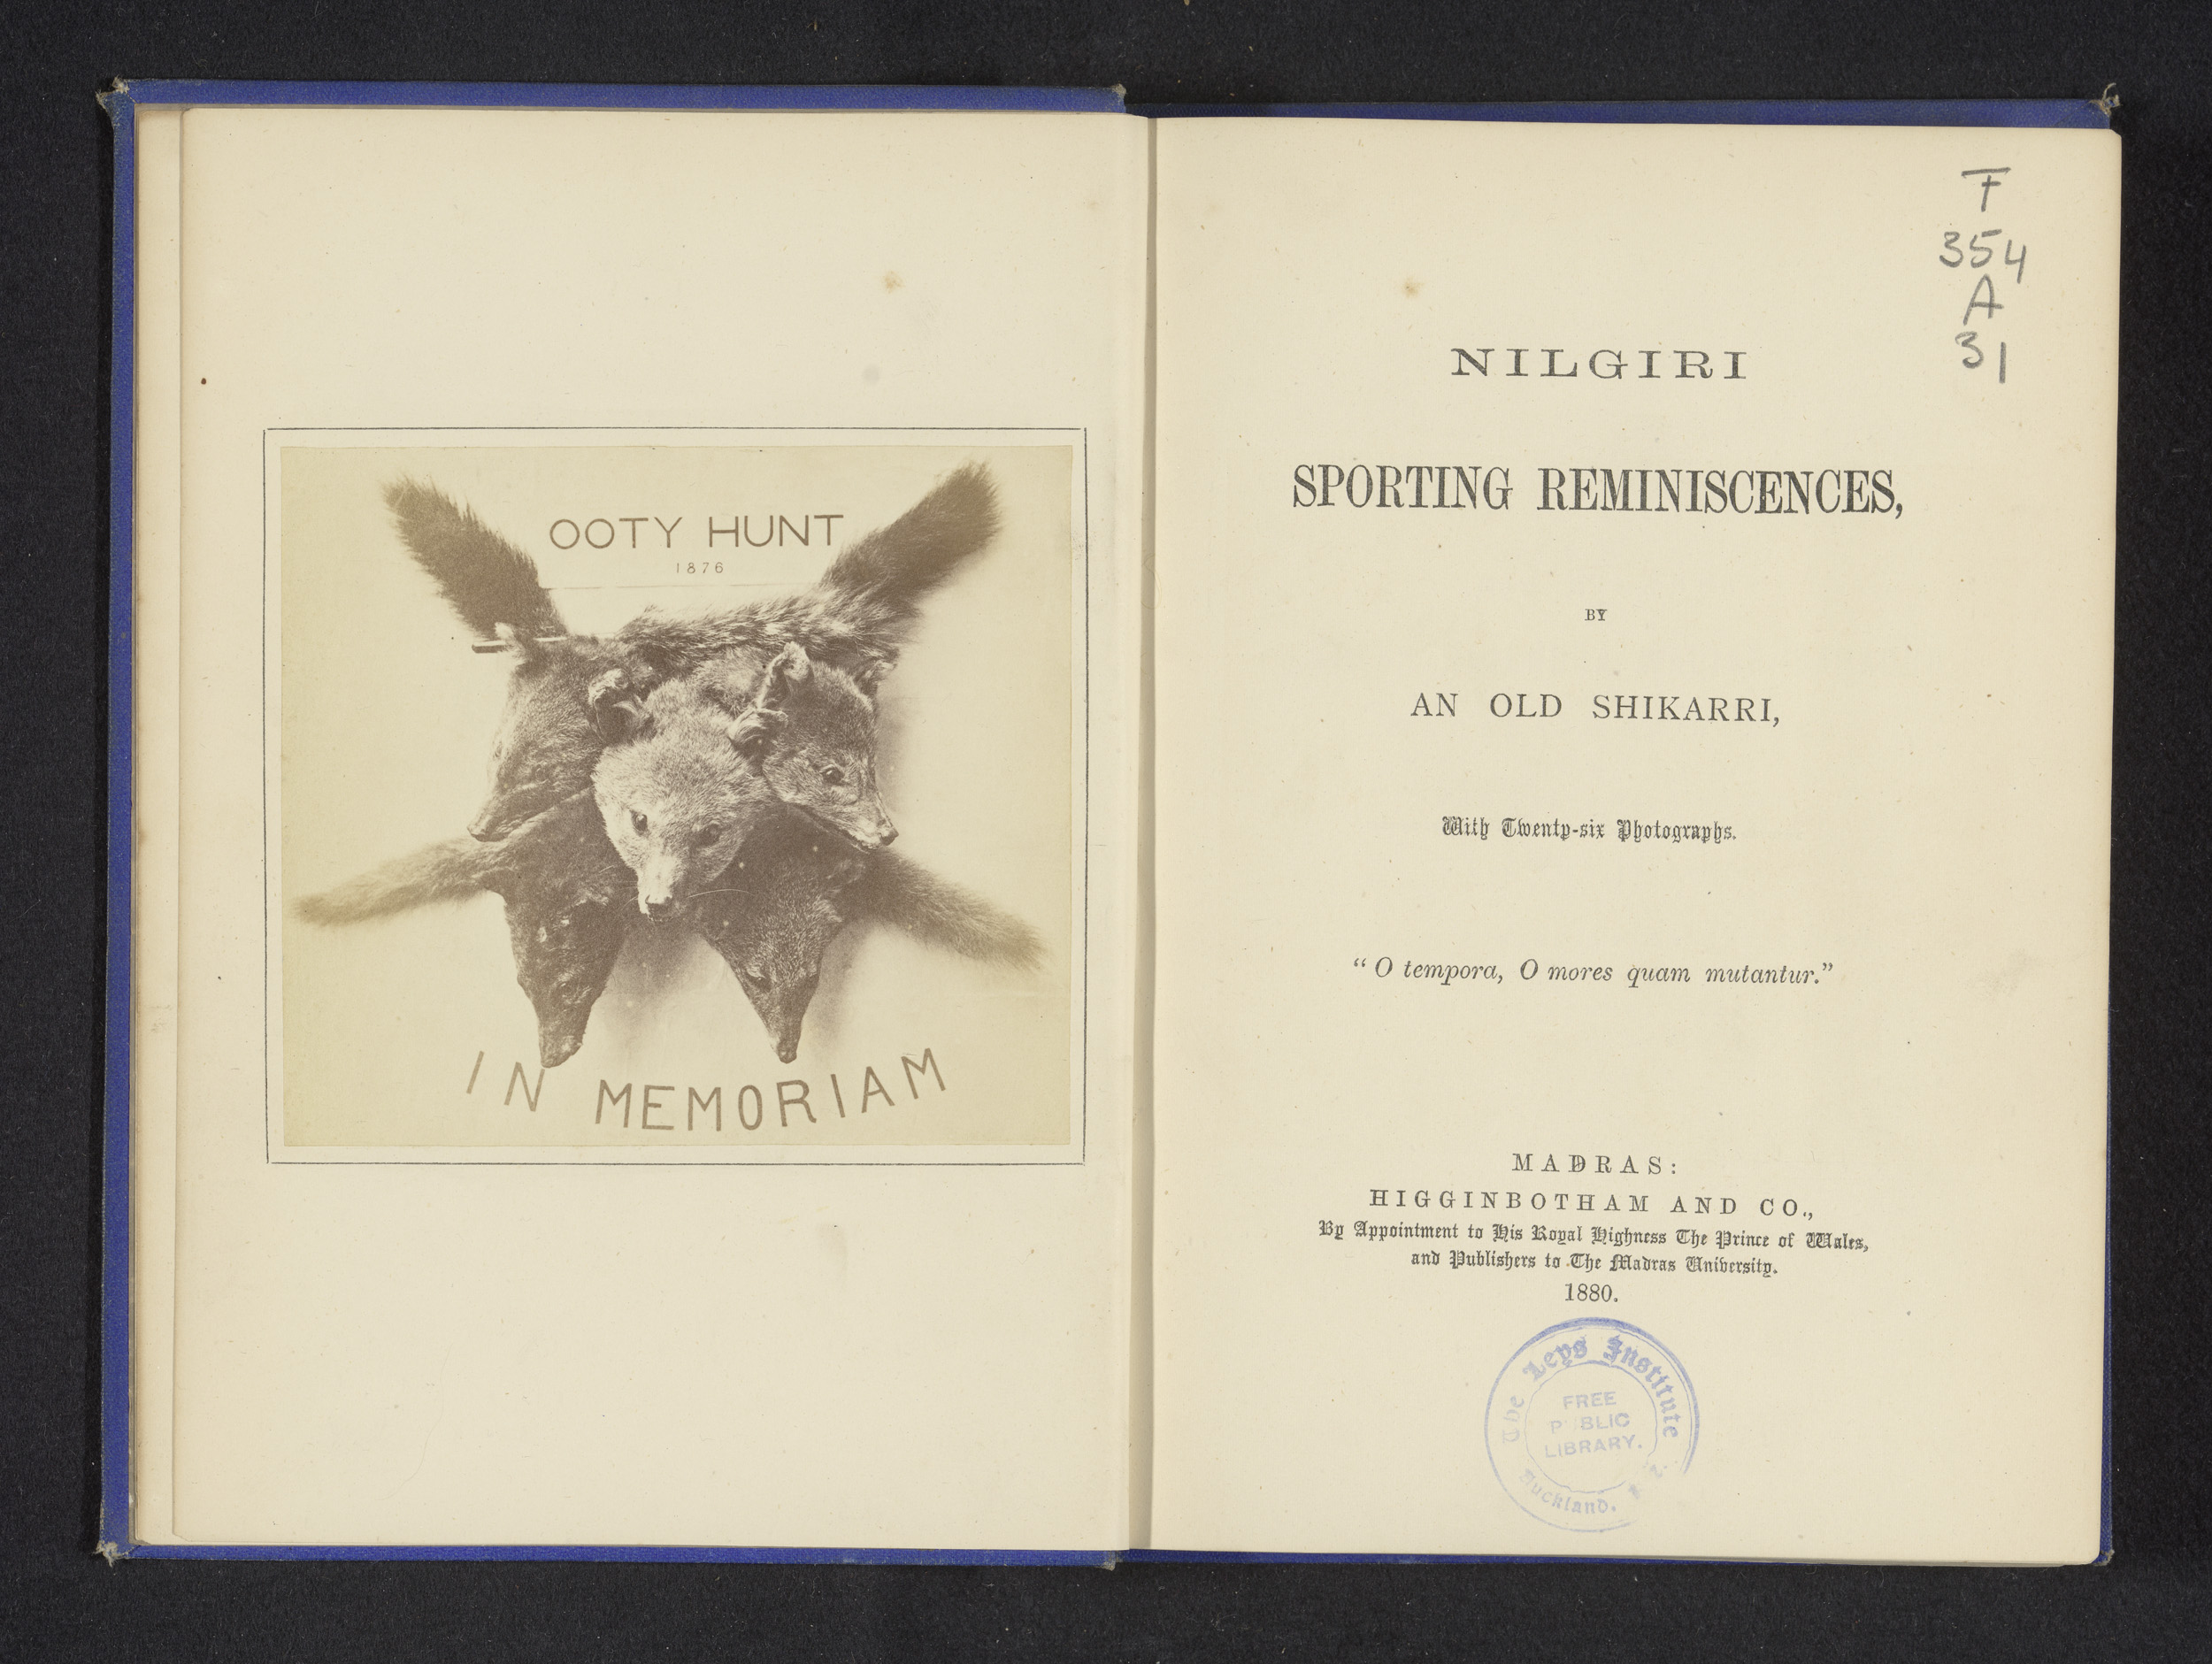 OOTY HUNT
1876
IN MEMORIAM
F
354
A
31
NILGIRI
SPORTING REMINISCENCES,
BY
AN OLD SHIKARRI,
With Twenty-six Photographs.
“O tempora, O mores quam mutantur.”
MADRAS:
HIGGINBOTHAM AND CO.,
By Appointment to His Royal Highness The Prince of Wales,
and Publishers to The Madras University.
1880.
The Leys Institute
FREE
PUBLIC
LIBRARY.
Auckland.